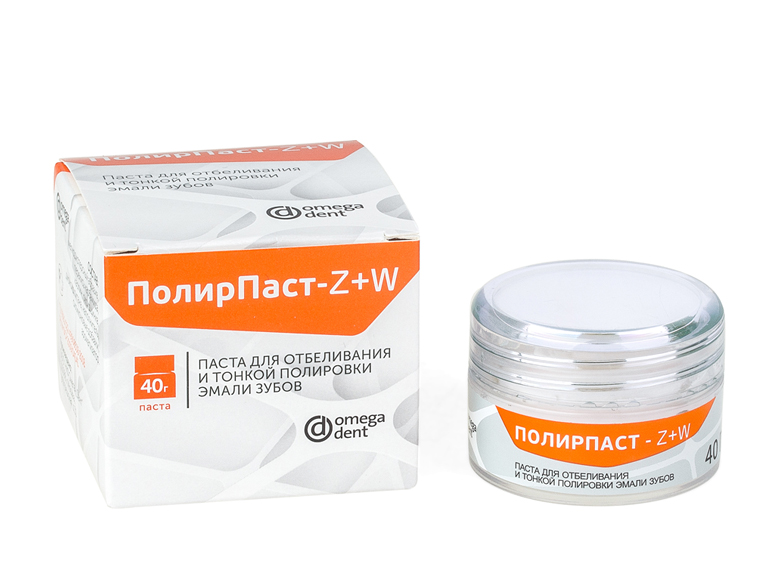 ПолирПаст-Z+W
Паста для отбеливания
и тонкой полировки
эмали зубов
omega
dent
ПолирПаст-Z+W
40г
паста
ПАСТА ДЛЯ ОТБЕЛИВАНИЯ
И ТОНКОЙ ПОЛИРОВКИ
ЭМАЛИ ЗУБОВ
omega
dent
ПОЛИРПАСТ - Z+W
40
ПАСТА ДЛЯ ОТБЕЛИВАНИЯ
И ТОНКОЙ ПОЛИРОВКИ ЭМАЛИ ЗУБОВ